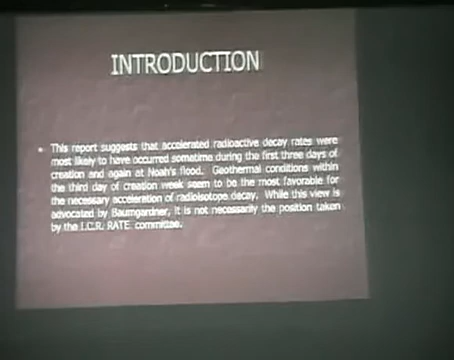 INTRODUCTION
• This report suggests that accelerated radioactive decay rates were
most likely to have occurred sometime during the first three days of
creation and again at Noah's flood. Geothermal conditions within
the third day of creation week seem to be the most favorable for
the necessary acceleration of radioisotope decay. While this view is
advocated by Baumgardner, it is not necessarily the position taken
by the I.C.R. RATE committee.